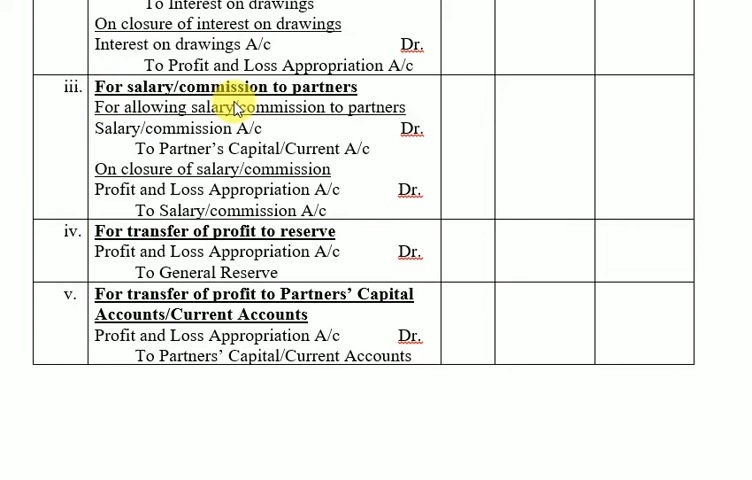 To Interest on drawings
On closure of interest on drawings
Interest on drawings A/c Dr.
To Profit and Loss Appropriation A/c
iii. For salary/commission to partners
For allowing salary/commission to partners
Salary/commission A/c Dr.
To Partner’s Capital/Current A/c
On closure of salary/commission
Profit and Loss Appropriation A/c Dr.
To Salary/commission A/c
iv. For transfer of profit to reserve
Profit and Loss Appropriation A/c Dr.
To General Reserve
v. For transfer of profit to Partners’ Capital
Accounts/Current Accounts
Profit and Loss Appropriation A/c Dr.
To Partners’ Capital/Current Accounts